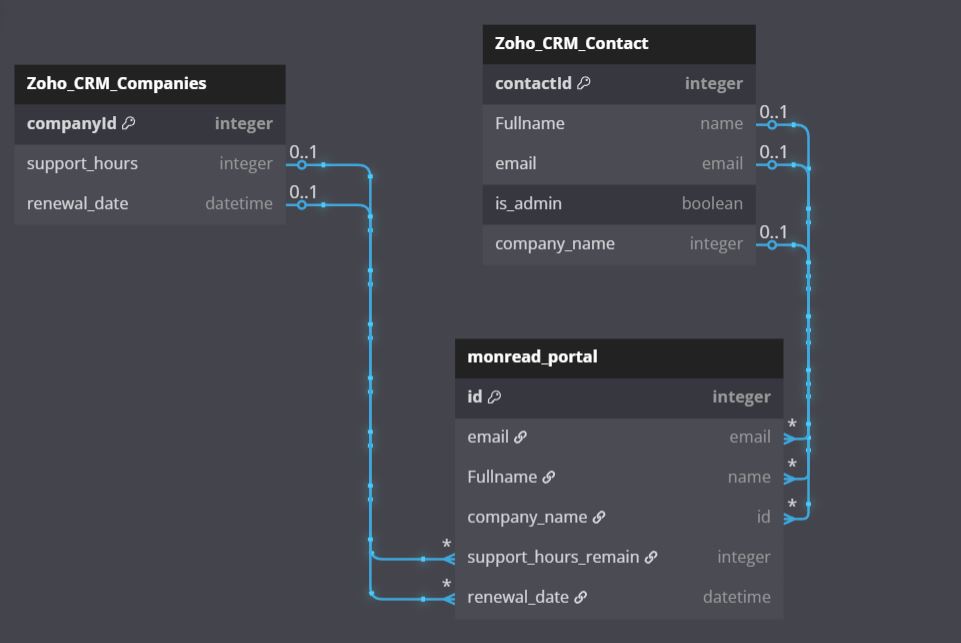 Zoho_CRM_Companies
companyId integer
support_hours integer 0..1
renewal_date datetime 0..1
Zoho_CRM_Contact
contactId integer
Fullname name 0..1
email email 0..1
is_admin boolean
company_name integer 0..1
monread_portal
id integer
email email *
Fullname name *
company_name id *
* support_hours_remain integer
* renewal_date datetime